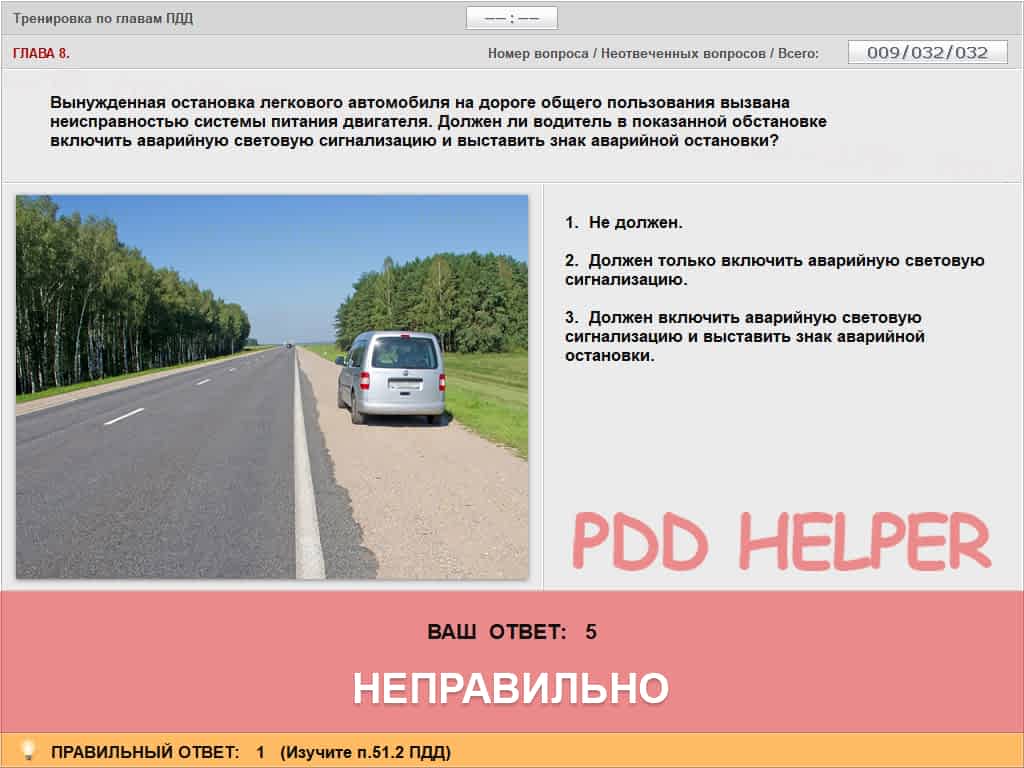 Тренировка по главам ПДД
—— : ——
ГЛАВА 8.
Номер вопроса / Неотвеченных вопросов / Всего:
009/032/032
Вынужденная остановка легкового автомобиля на дороге общего пользования вызвана
неисправностью системы питания двигателя. Должен ли водитель в показанной обстановке
включить аварийную световую сигнализацию и выставить знак аварийной остановки?
1. Не должен.
2. Должен только включить аварийную световую
сигнализацию.
3. Должен включить аварийную световую
сигнализацию и выставить знак аварийной
остановки.
PDD HELPER
ВАШ ОТВЕТ: 5
НЕПРАВИЛЬНО
ПРАВИЛЬНЫЙ ОТВЕТ: 1 (Изучите п.51.2 ПДД)